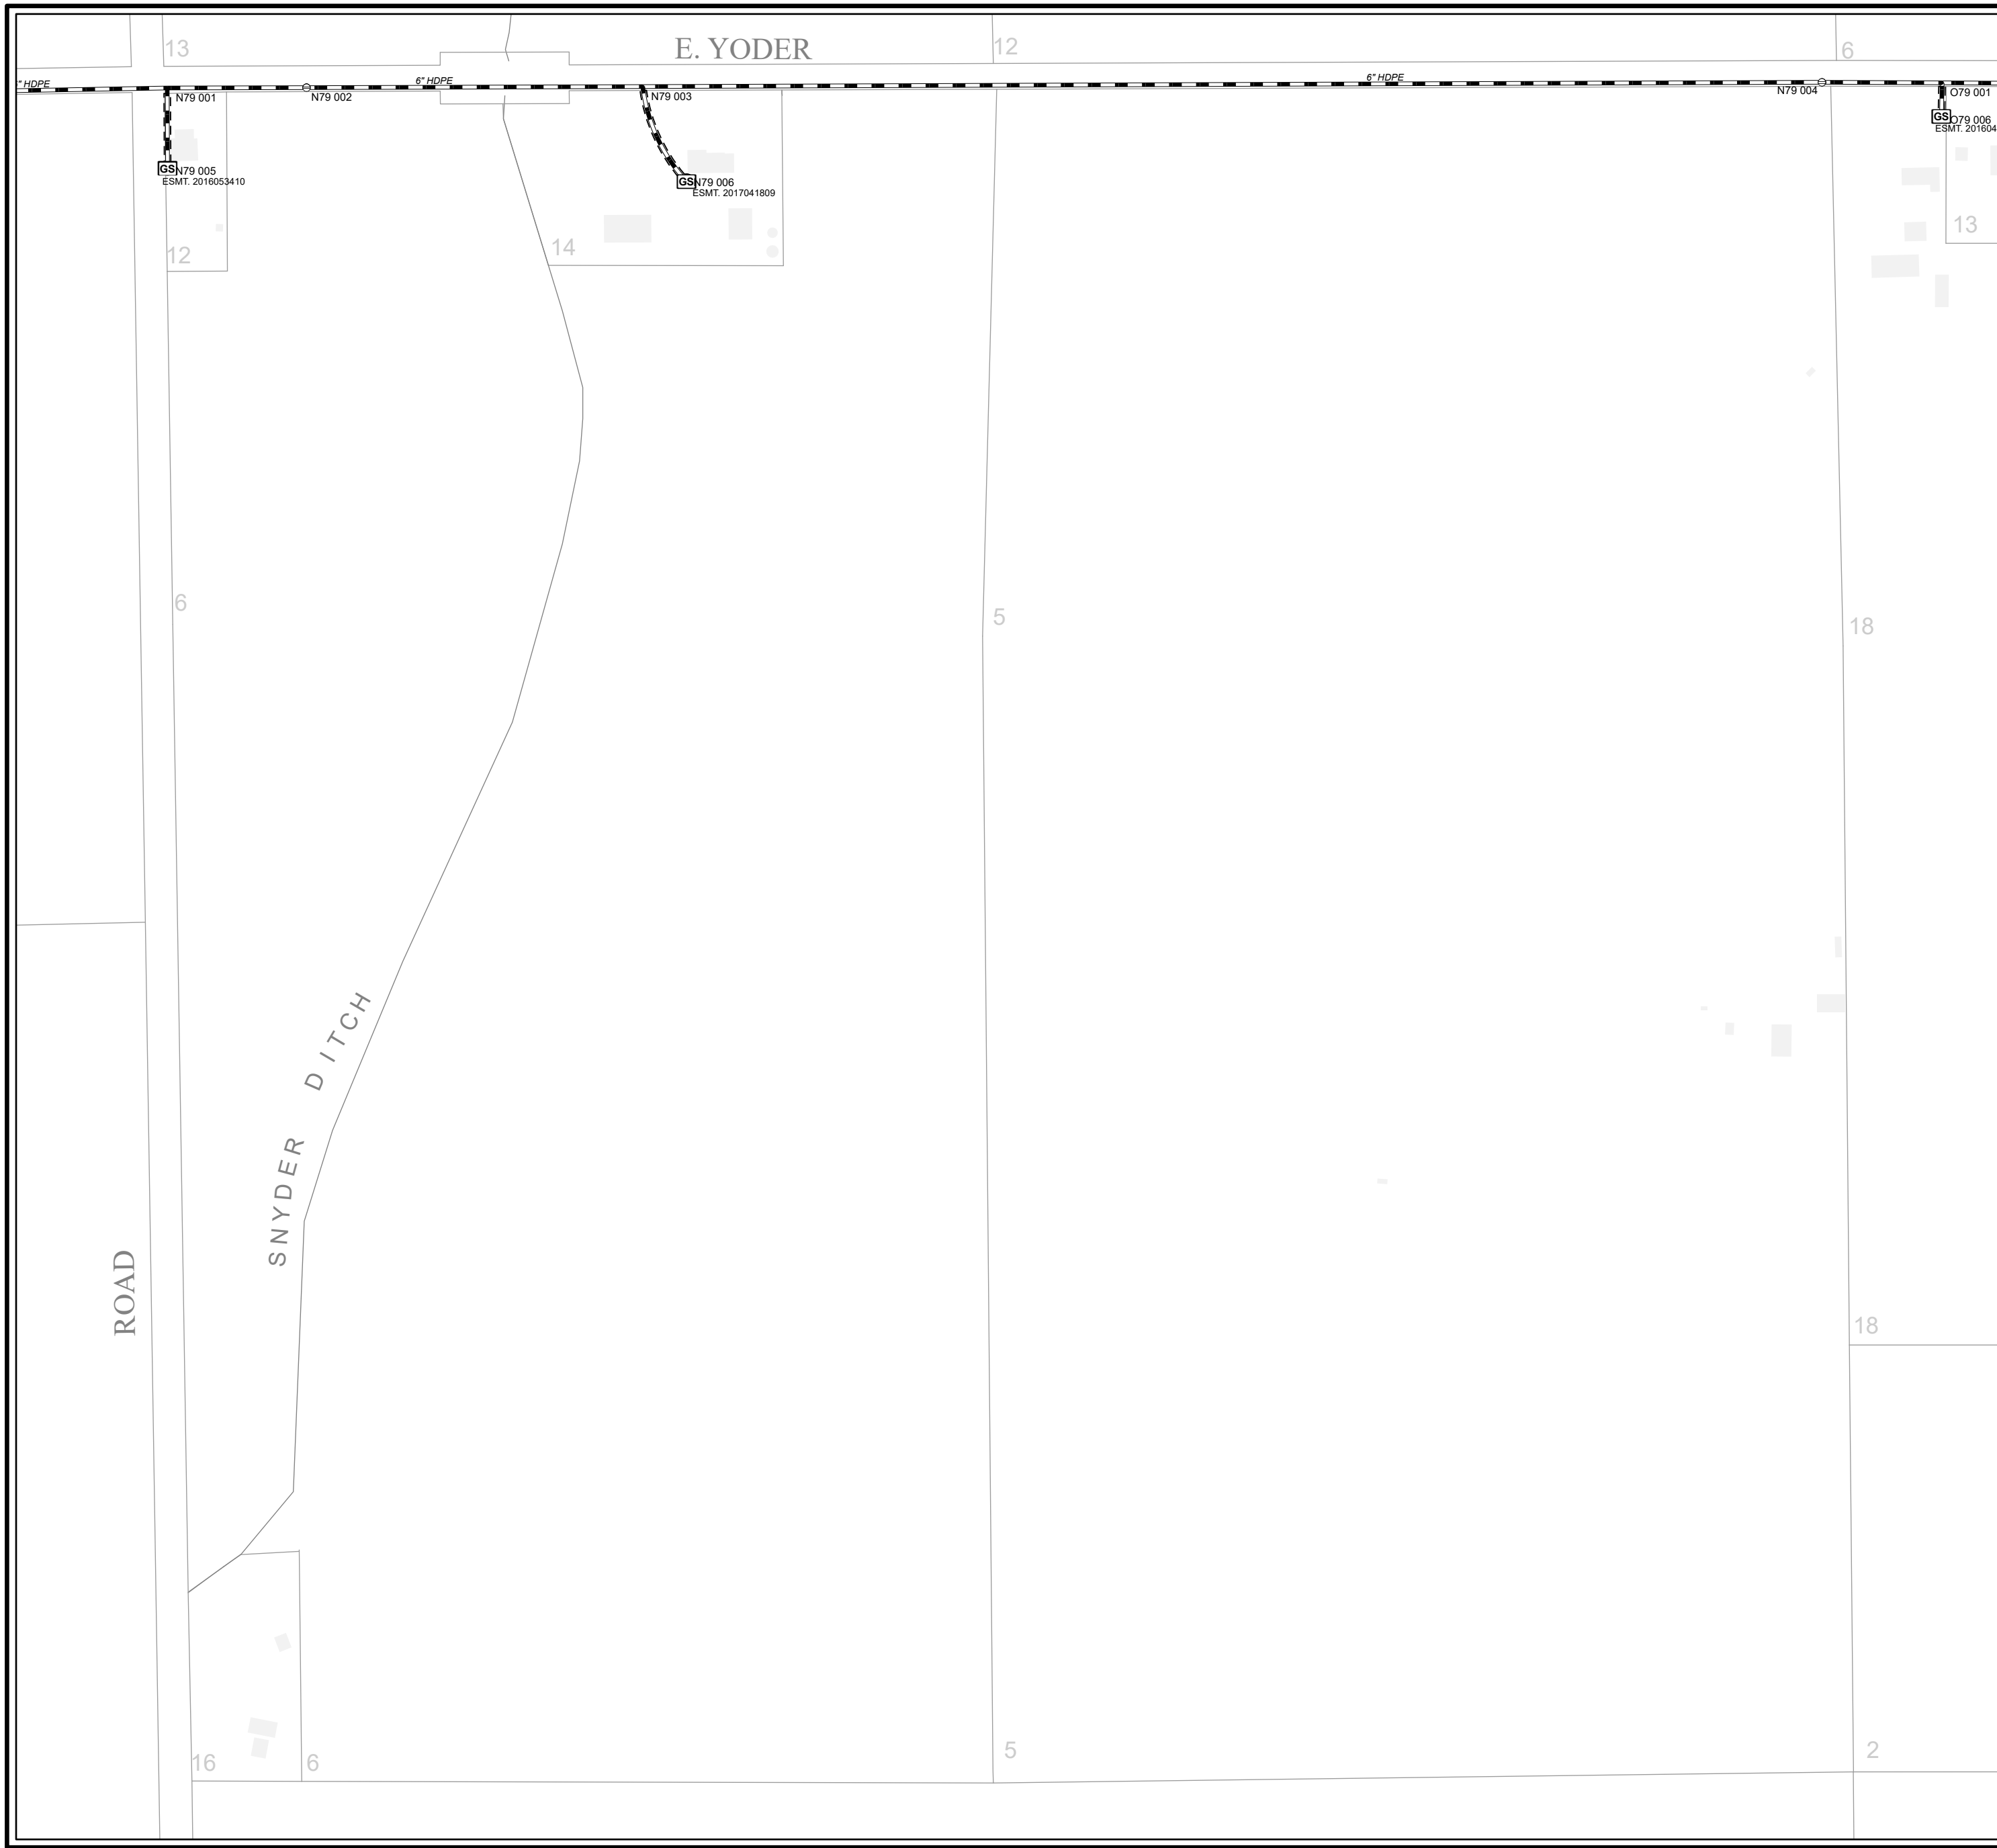 13
E. YODER
12
6
" HDPE
6" HDPE
6" HDPE
N79 001
N79 002
N79 003
N79 004
O79 001
GS
O79 006
ESMT. 201604
GS
N79 005
ESMT. 2016053410
GS
N79 006
ESMT. 2017041809
13
14
12
6
5
18
SNYDER DITCH
ROAD
18
16
6
5
2